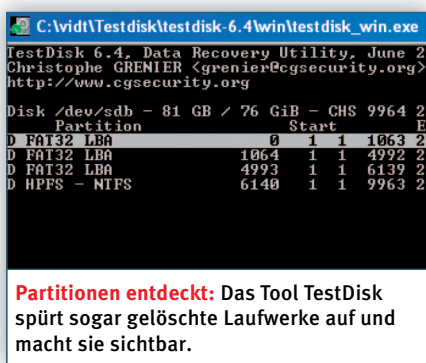 C:\vidt\Testdisk\testdisk-6.4\win\testdisk_win.exe
TestDisk 6.4, Data Recovery Utility, June 2
Christophe GRENIER <grenier@cgsecurity.org>
http://www.cgsecurity.org
Disk /dev/sdb - 81 GB / 76 GiB - CHS 9964 2
Partition Start E
D FAT32 LBA 0 1 1 1063 2
D FAT32 LBA 1064 1 1 4992 2
D FAT32 LBA 4993 1 1 6139 2
D HPFS - NTFS 6140 1 1 9963 2
Partitionen entdeckt: Das Tool TestDisk
spürt sogar gelöschte Laufwerke auf und
macht sie sichtbar.